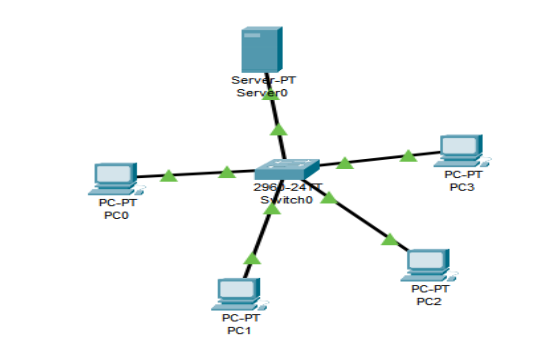 Server-PT
Server0
2960-24TT
Switch0
PC-PT
PC3
PC-PT
PC0
PC-PT
PC2
PC-PT
PC1